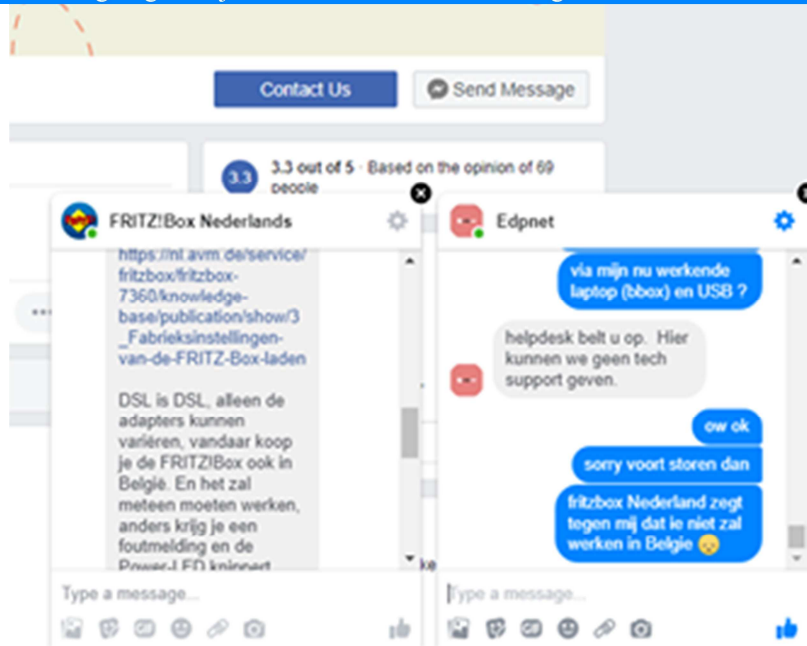 Contact Us
Send Message
3.3
3.3 out of 5 · Based on the opinion of 69
people
FRITZ!Box Nederlands
https://nl.avm.de/service/
fritzbox/fritzbox-
7360/knowledge-
base/publication/show/3
_Fabrieksinstellingen-
van-de-FRITZ-Box-laden
DSL is DSL, alleen de
adapters kunnen
variëren, vandaar koop
je de FRITZ!Box ook in
België. En het zal
meteen moeten werken,
anders krijg je een
foutmelding en de
Power-LED knippert
Type a message...
Edpnet
via mijn nu werkende
laptop (bbox) en USB ?
helpdesk belt u op. Hier
kunnen we geen tech
support geven.
ow ok
sorry voort storen dan
fritzbox Nederland zegt
tegen mij dat ie niet zal
werken in Belgie 😞
Type a message...